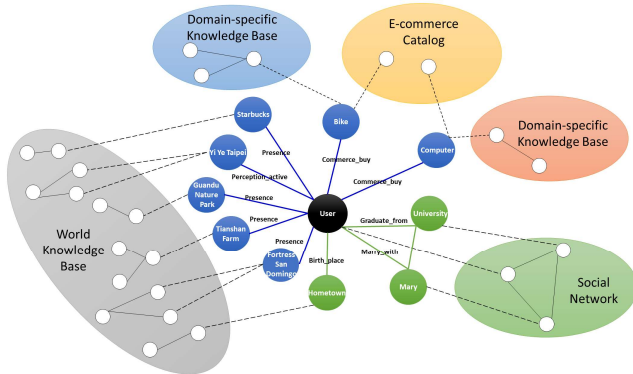 Domain-specific
Knowledge Base
E-commerce
Catalog
Starbucks
Bike
Domain-specific
Knowledge Base
Yi Ye Taipei
Presence
Commerce_buy
Computer
Perception_active
Commerce_buy
Guandu
Nature
Park
Presence
User
University
Graduate_from
Tianshan
Farm
Presence
World
Knowledge
Base
Presence
Fortress
San
Domingo
Birth_place
Marry_with
Hometown
Mary
Social
Network